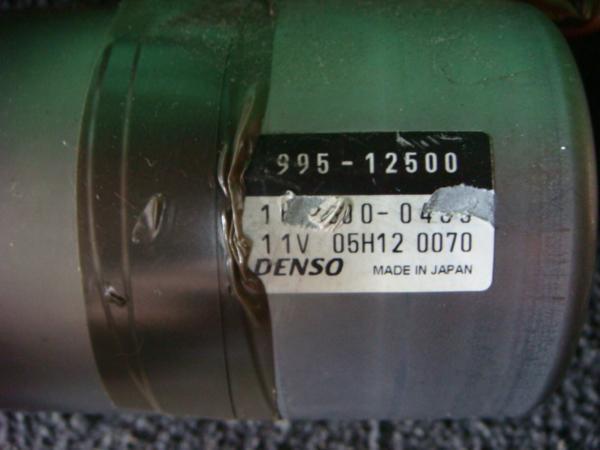 995-12500
11V 05H12 0070
DENSO MADE IN JAPAN